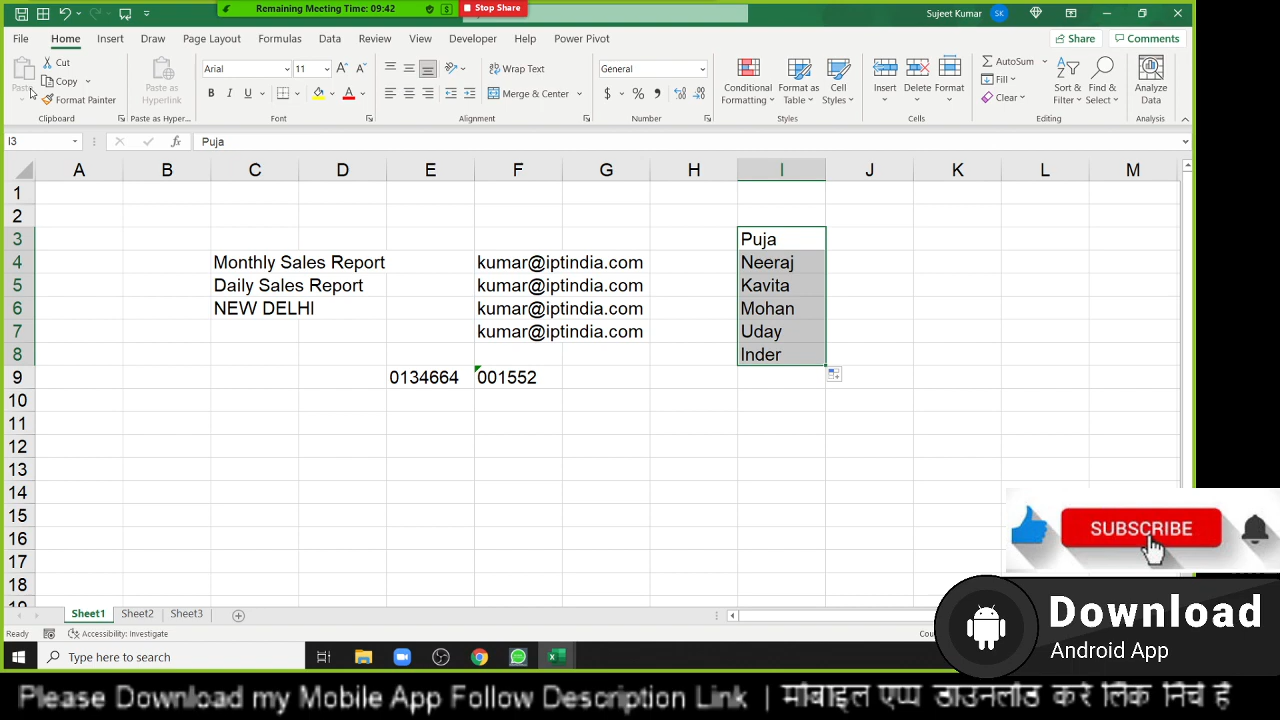 Remaining Meeting Time: 09:42
Stop Share
Sujeet Kumar SK
File Home Insert Draw Page Layout Formulas Data Review View Developer Help Power Pivot
Share Comments
Paste Cut Copy Format Painter
Clipboard
Paste as Hyperlink
Paste as Hyper...
Arial 11
B I U
Font
Wrap Text
Merge & Center
Alignment
General
$ % ,
Number
Conditional Formatting Format as Table Cell Styles
Styles
Insert Delete Format
Cells
AutoSum
Fill
Clear
Sort & Filter Find & Select
Editing
Analyze Data
Analysis
I3 fx Puja
A B C D E F G H I J K L M
1
2
3 Puja
4 Monthly Sales Report kumar@iptindia.com Neeraj
5 Daily Sales Report kumar@iptindia.com Kavita
6 NEW DELHI kumar@iptindia.com Mohan
7 kumar@iptindia.com Uday
8 Inder
9 0134664 001552
10
11
12
13
14
15
16
17
18
SUBSCRIBE
Sheet1 Sheet2 Sheet3
Ready Accessibility: Investigate
Type here to search
Download
Android App
Please Download my Mobile App Follow Description Link | मोबाइल एप्प डाउनलोड करे लिंक निचे है